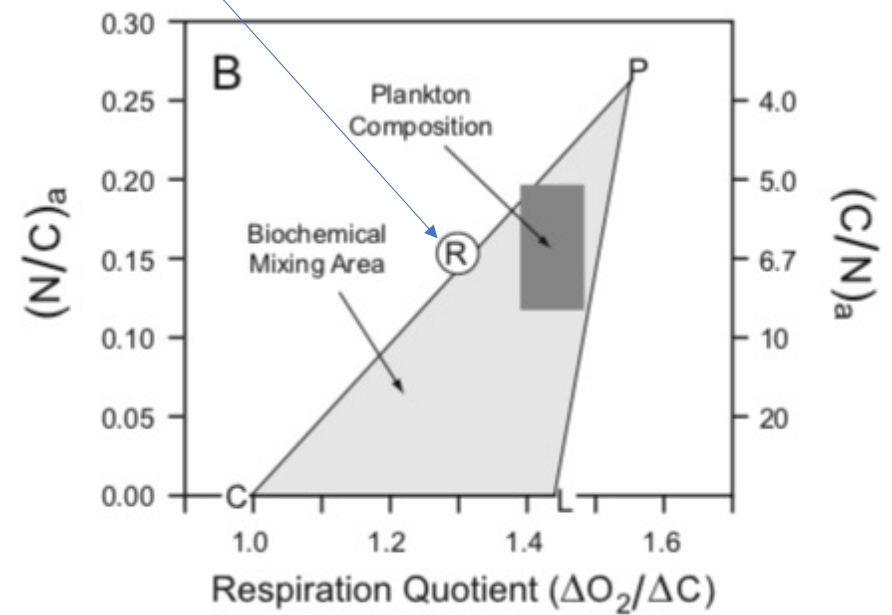 0.30
0.25
0.20
0.15
0.10
0.05
0.00
(N/C)a
B
Plankton
Composition
Biochemical
Mixing Area
R
P
C
L
4.0
5.0
6.7
10
20
(C/N)a
1.0
1.2
1.4
1.6
Respiration Quotient (ΔO₂/ΔC)